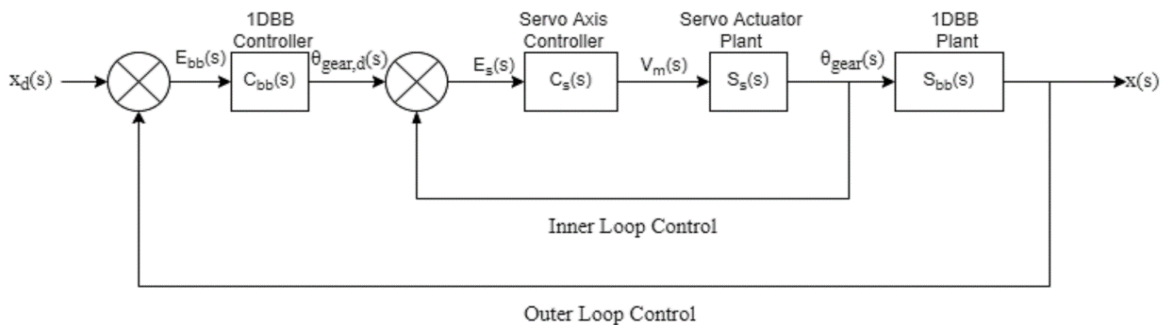 1DBB
Controller
Servo Axis
Controller
Servo Actuator
Plant
1DBB
Plant
x_d(s)
E_bb(s)
C_bb(s)
θ_gear,d(s)
E_s(s)
C_s(s)
V_m(s)
S_s(s)
θ_gear(s)
S_bb(s)
x(s)
Inner Loop Control
Outer Loop Control